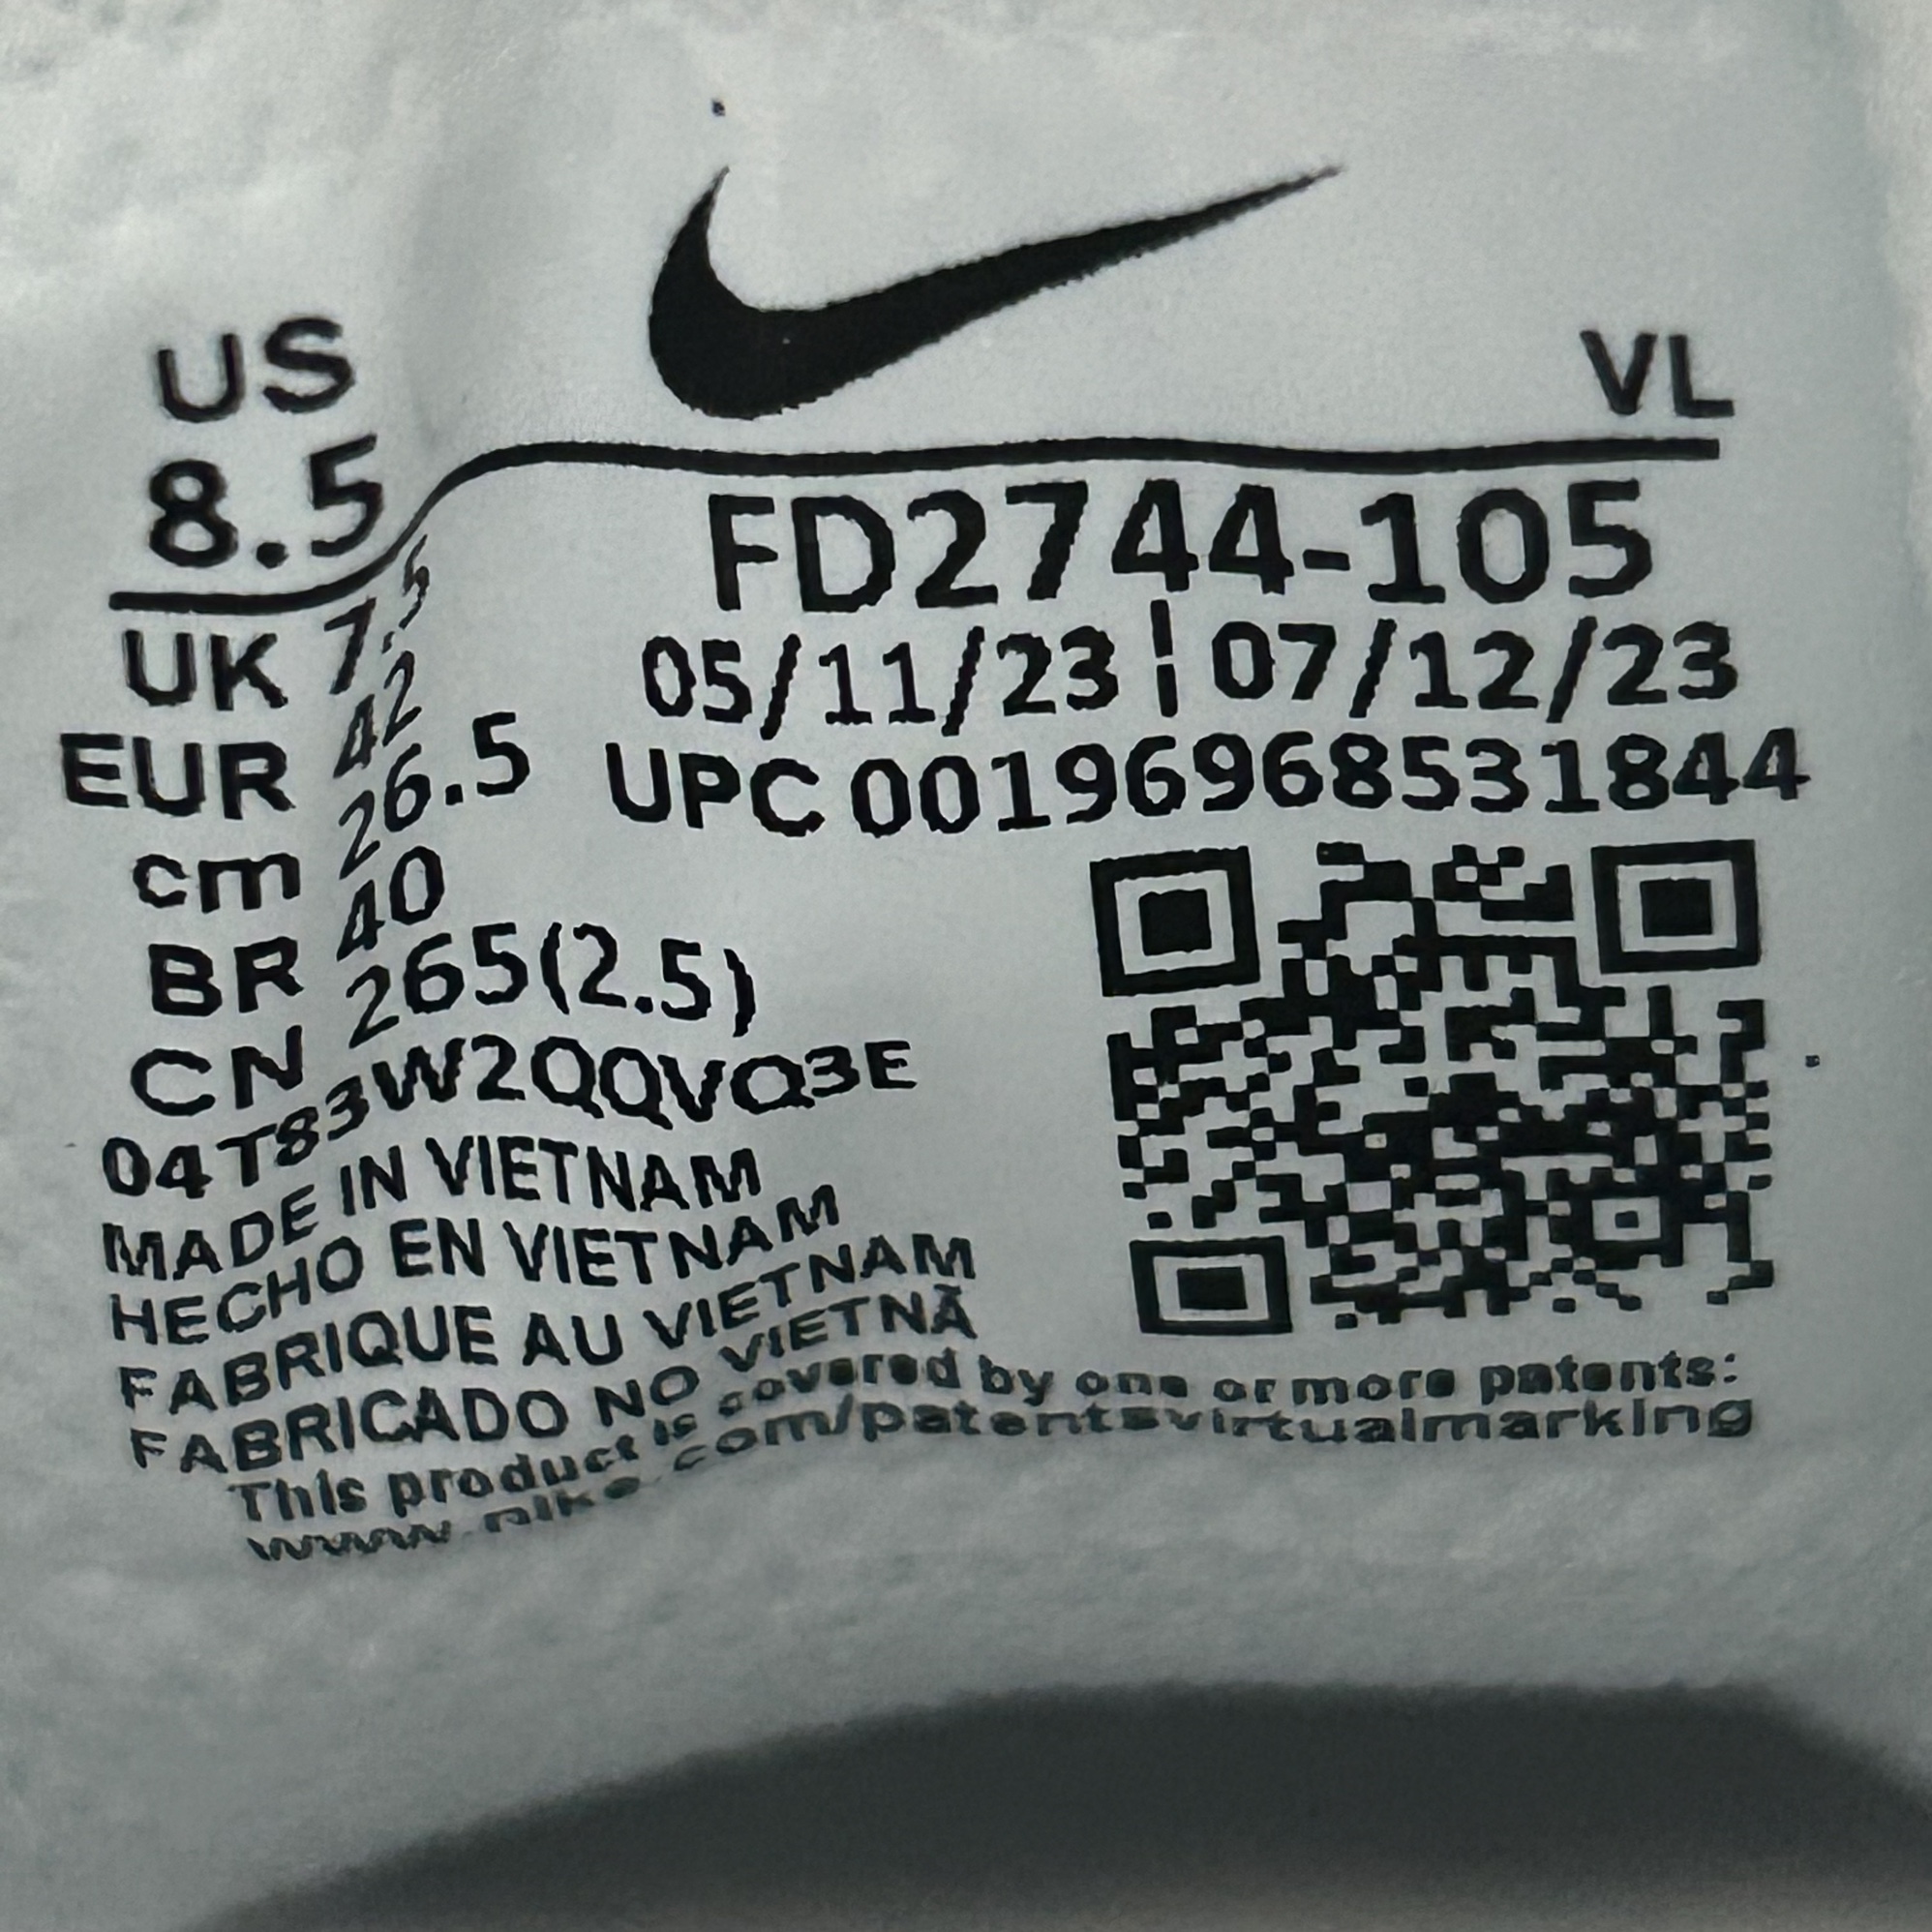 US
8.5
VL
UK 7.5
EUR 42
cm 26.5
BR 40
CN 265(2.5)
FD2744-105
05/11/23 ¦ 07/12/23
UPC 00196968531844
04T83W2QQVQ3E
MADE IN VIETNAM
HECHO EN VIETNAM
FABRIQUE AU VIETNAM
FABRICADO NO VIETNÃ
This product is covered by one or more patents:
www.nike.com/patentsvirtualmarking